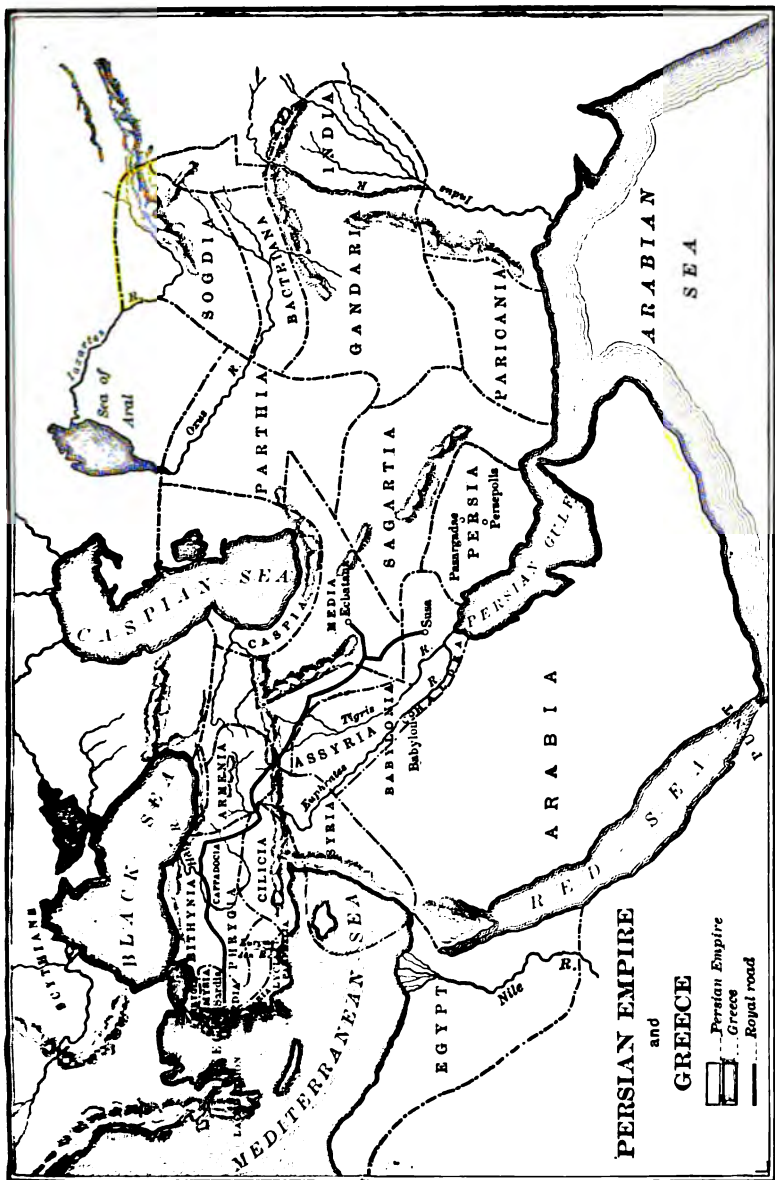 PERSIAN EMPIRE
and
GREECE
Persian Empire
Greece
Royal road
SCITHIANS
BLACK SEA
CASPIAN SEA
Sea of
Aral
Iaxartes R.
Oxus R.
SOGDIA
BACTRIANA
INDIA
Indus R
GANDARIA
PARTHIA
PARICANIA
SAGARTIA
PERSIA
Pasargadae
Persepolis
MEDIA
Ecbatana
CASPIA
Susa
BITHYNIA
CAPPADOCIA
ARMENIA
PHRYGIA
CILICIA
Sardis
SYRIA
ASSYRIA
Tigris R
Euphrates R
BABYLONIA
Babylon
PERSIAN GULF
ARABIA
ARABIAN
SEA
RED SEA
MEDITERRANEAN SEA
EGYPT
Nile R.